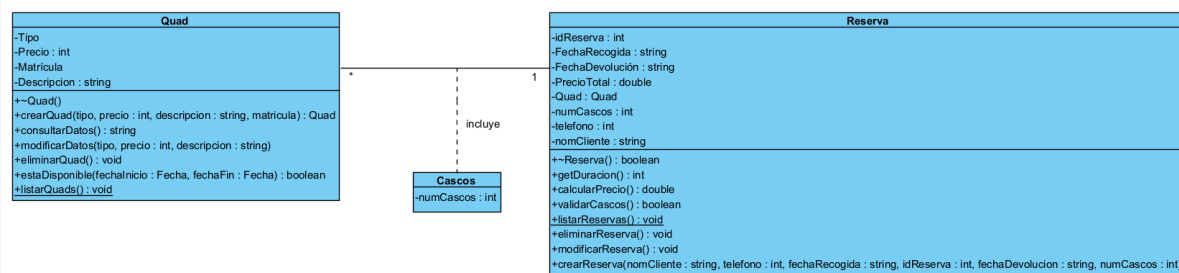 Quad
-Tipo
-Precio : int
-Matrícula
-Descripcion : string
+~Quad()
+crearQuad(tipo, precio : int, descripcion : string, matricula) : Quad
+consultarDatos() : string
+modificarDatos(tipo, precio : int, descripcion : string)
+eliminarQuad() : void
+estaDisponible(fechaInicio : Fecha, fechaFin : Fecha) : boolean
+listarQuads() : void
*
1
incluye
Cascos
-numCascos : int
Reserva
-idReserva : int
-FechaRecogida : string
-FechaDevolución : string
-PrecioTotal : double
-Quad : Quad
-numCascos : int
-telefono : int
-nomCliente : string
+~Reserva() : boolean
+getDuracion() : int
+calcularPrecio() : double
+validarCascos() : boolean
+listarReservas() : void
+eliminarReserva() : void
+modificarReserva() : void
+crearReserva(nomCliente : string, telefono : int, fechaRecogida : string, idReserva : int, fechaDevolucion : string, numCascos : int